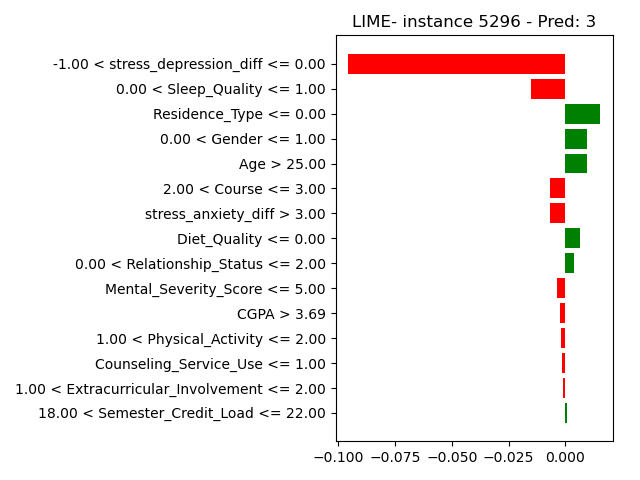 LIME- instance 5296 - Pred: 3
-1.00 < stress_depression_diff <= 0.00
0.00 < Sleep_Quality <= 1.00
Residence_Type <= 0.00
0.00 < Gender <= 1.00
Age > 25.00
2.00 < Course <= 3.00
stress_anxiety_diff > 3.00
Diet_Quality <= 0.00
0.00 < Relationship_Status <= 2.00
Mental_Severity_Score <= 5.00
CGPA > 3.69
1.00 < Physical_Activity <= 2.00
Counseling_Service_Use <= 1.00
1.00 < Extracurricular_Involvement <= 2.00
18.00 < Semester_Credit_Load <= 22.00
−0.100 −0.075 −0.050 −0.025 0.000